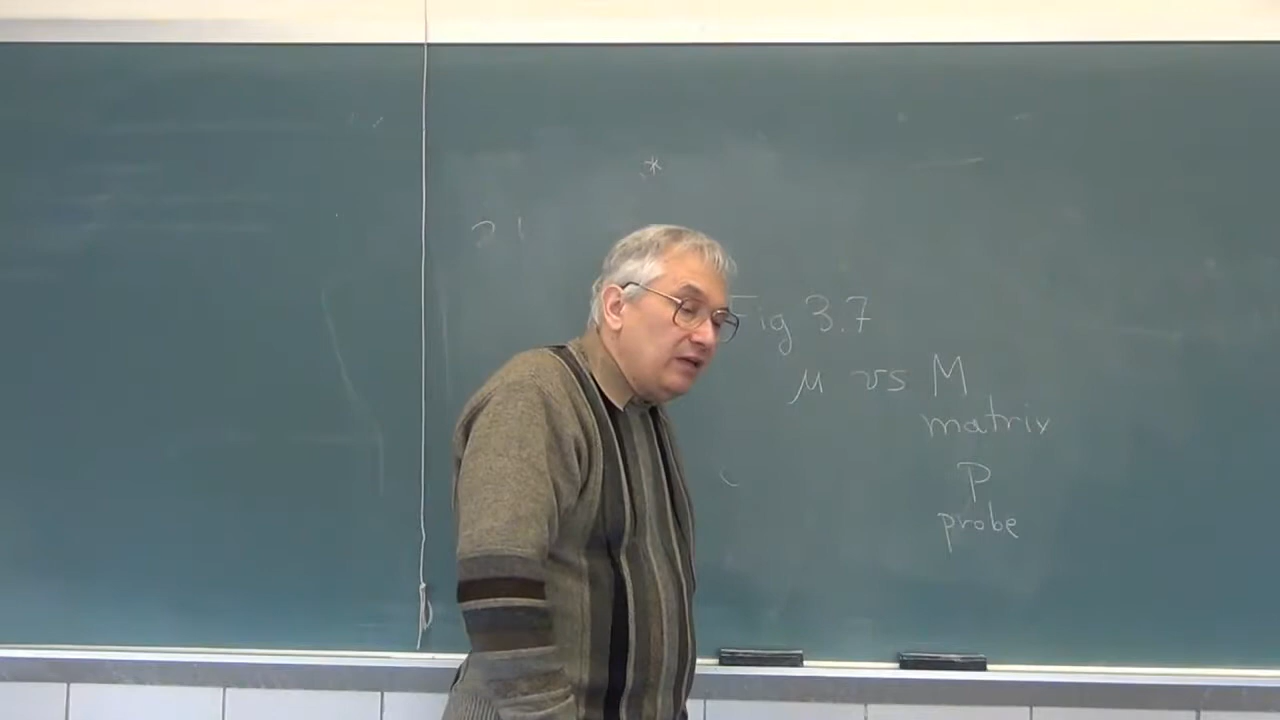 Fig 3.7
μ vs M
matrix
P
probe